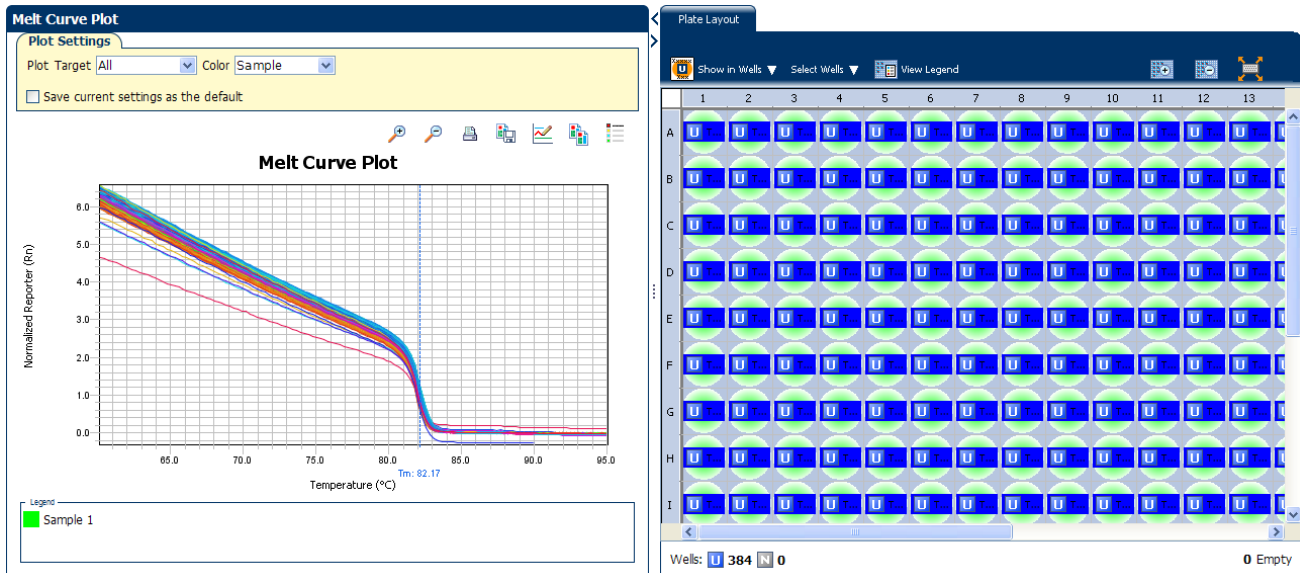 Melt Curve Plot
Plot Settings
Plot Target All Color Sample
Save current settings as the default
Melt Curve Plot
Normalized Reporter (Rn)
6.0
5.0
4.0
3.0
2.0
1.0
0.0
65.0 70.0 75.0 80.0 85.0 90.0 95.0
Tm: 82.17
Temperature (°C)
Legend
Sample 1
Plate Layout
U Show in Wells ▼ Select Wells ▼ View Legend
1 2 3 4 5 6 7 8 9 10 11 12 13
A U T... U T... U T... U T... U T... U T... U T... U T... U T... U T... U T... U T... U T...
B U T... U T... U T... U T... U T... U T... U T... U T... U T... U T... U T... U T... U T...
C U T... U T... U T... U T... U T... U T... U T... U T... U T... U T... U T... U T... U T...
D U T... U T... U T... U T... U T... U T... U T... U T... U T... U T... U T... U T... U T...
E U T... U T... U T... U T... U T... U T... U T... U T... U T... U T... U T... U T... U T...
F U T... U T... U T... U T... U T... U T... U T... U T... U T... U T... U T... U T... U T...
G U T... U T... U T... U T... U T... U T... U T... U T... U T... U T... U T... U T... U T...
H U T... U T... U T... U T... U T... U T... U T... U T... U T... U T... U T... U T... U T...
I U T... U T... U T... U T... U T... U T... U T... U T... U T... U T... U T... U T... U T...
Wells: U 384 N 0 0 Empty